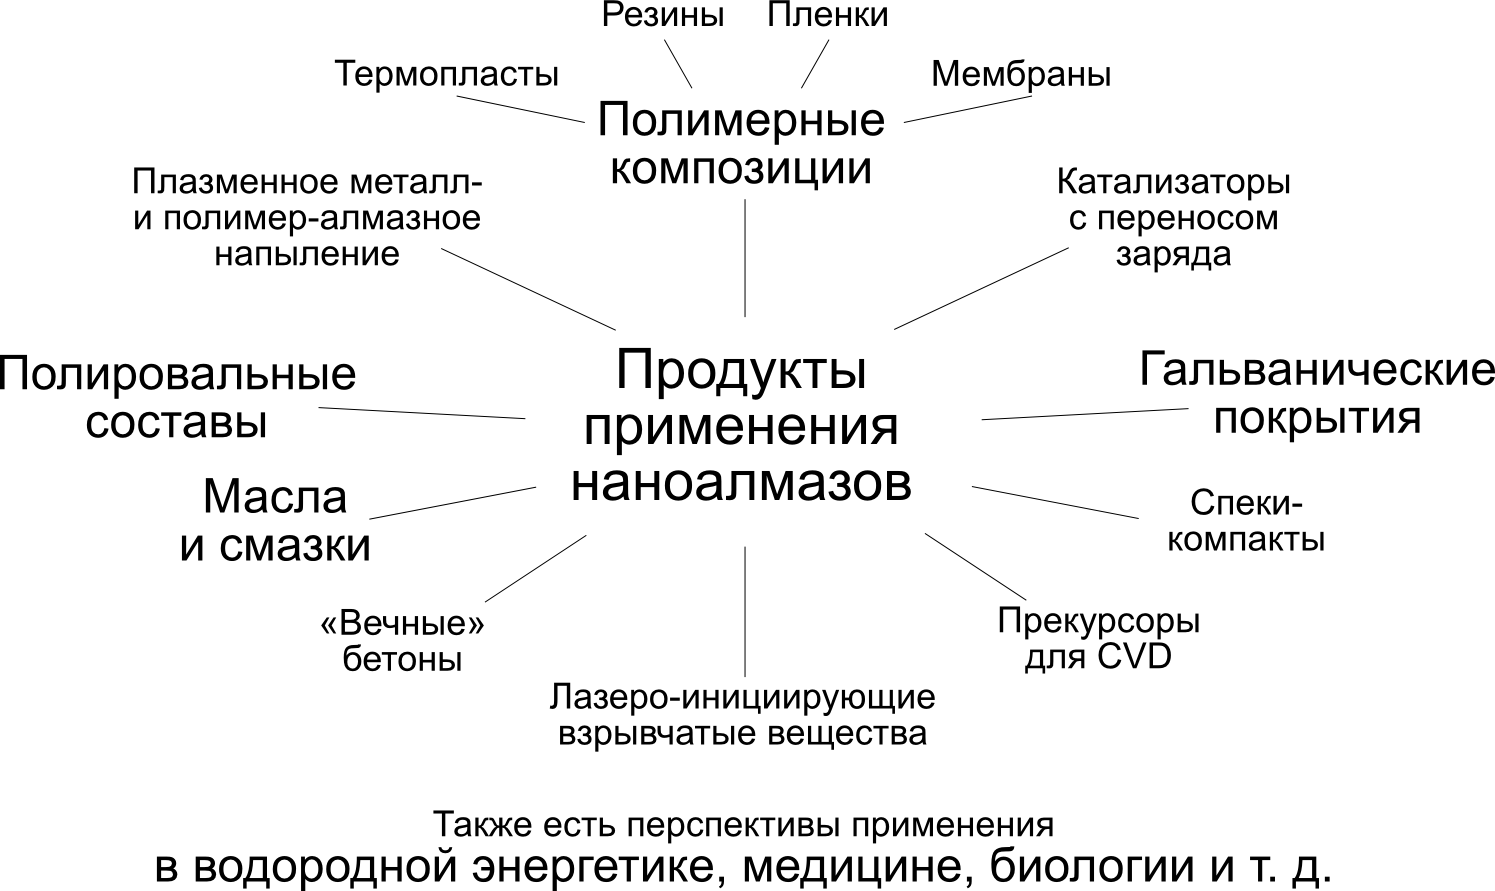 Резины
Пленки
Термопласты
Мембраны
Полимерные
композиции
Плазменное металл-
и полимер-алмазное
напыление
Катализаторы
с переносом
заряда
Полировальные
составы
Продукты
применения
наноалмазов
Гальванические
покрытия
Масла
и смазки
Спеки-
компакты
«Вечные»
бетоны
Прекурсоры
для CVD
Лазеро-инициирующие
взрывчатые вещества
Также есть перспективы применения
в водородной энергетике, медицине, биологии и т. д.